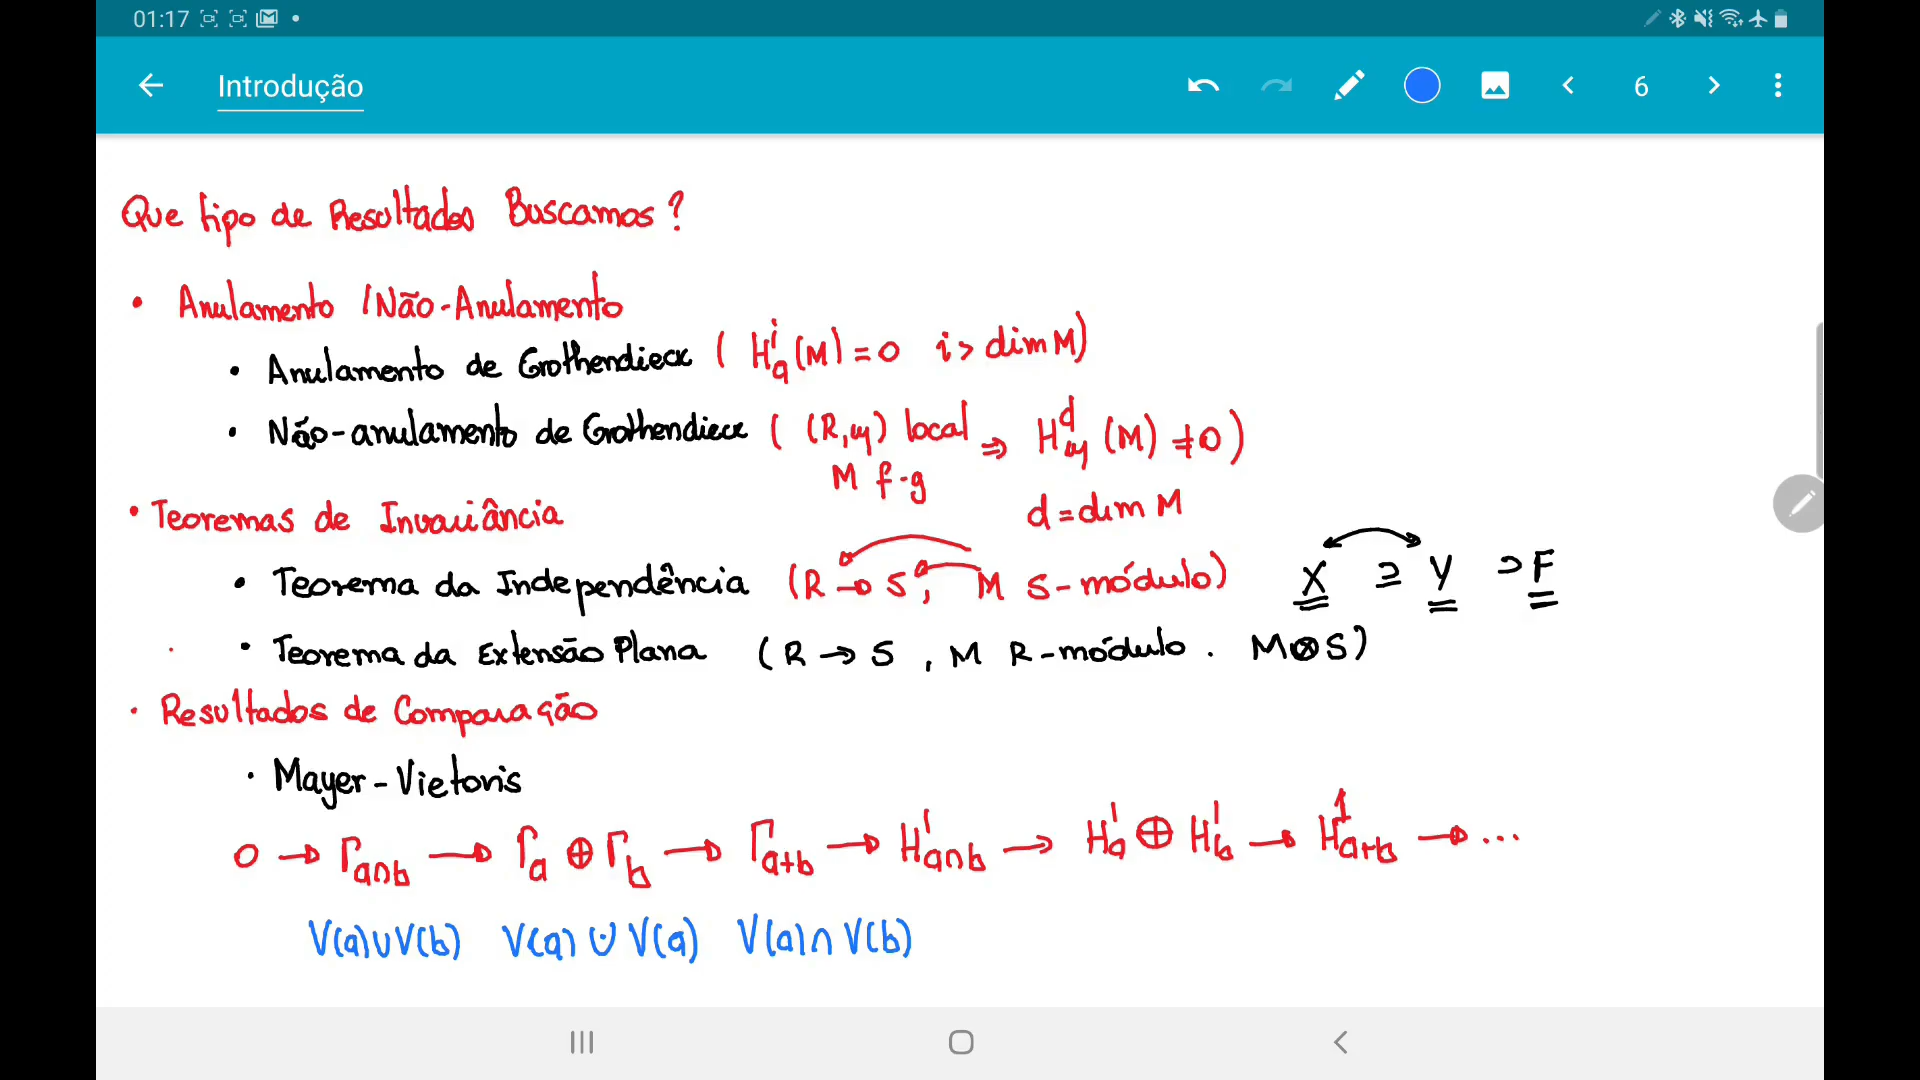 01:17
Introdução
6
Que tipo de Resultados Buscamos?
• Anulamento / Não-Anulamento
• Anulamento de Grothendieck ( H^i_a (M) = 0 i > dim M)
• Não-anulamento de Grothendieck ( (R, m) local ⇒ H^d_m (M) ≠ 0 )
M f.g
d = dim M
• Teoremas de Invariância
• Teorema da Independência (R → S, M S-módulo) X ⊇ Y ⊃ F
• Teorema da Extensão Plana (R → S , M R-módulo. M⊗S)
• Resultados de Comparação
• Mayer-Vietoris
0 → Γ_{a∩b} → Γ_a ⊕ Γ_b → Γ_{a+b} → H^1_{a∩b} → H^1_a ⊕ H^1_b → H^1_{a+b} → ...
V(a)∪V(b) V(a) ∪ V(a) V(a)∩V(b)